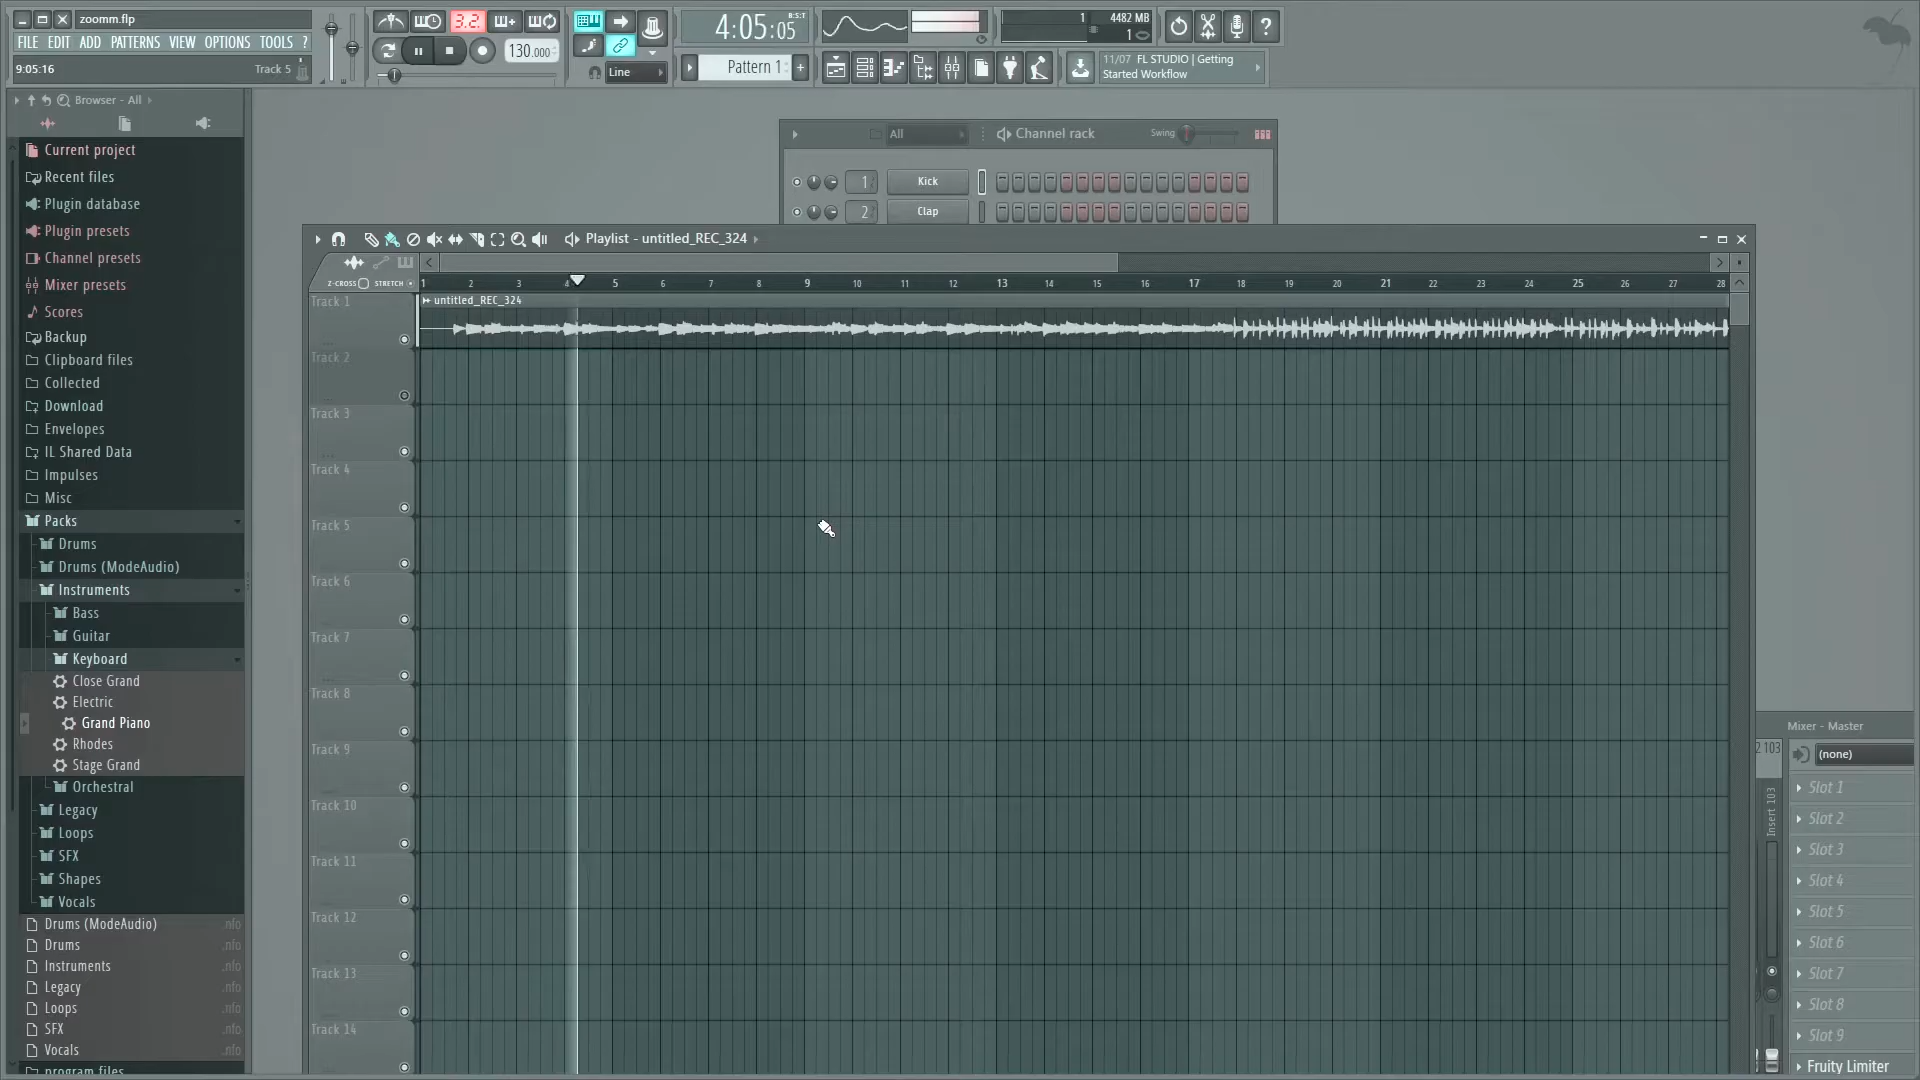 zoomm.flp
FILE EDIT ADD PATTERNS VIEW OPTIONS TOOLS ?
9:05:16 Track 5
3.2.
130.000
Line
4:05:05 B:S:T
Pattern 1
1 4482 MB
1
11/07 FL STUDIO | Getting
Started Workflow
Browser - All
Current project
Recent files
Plugin database
Plugin presets
Channel presets
Mixer presets
Scores
Backup
Clipboard files
Collected
Download
Envelopes
IL Shared Data
Impulses
Misc
Packs
Drums
Drums (ModeAudio)
Instruments
Bass
Guitar
Keyboard
Close Grand
Electric
Grand Piano
Rhodes
Stage Grand
Orchestral
Legacy
Loops
SFX
Shapes
Vocals
Drums (ModeAudio) .nfo
Drums .nfo
Instruments .nfo
Legacy .nfo
Loops .nfo
SFX .nfo
Vocals .nfo
program files
All Channel rack Swing
1 Kick
2 Clap
Playlist - untitled_REC_324
Z-CROSS STRETCH
1 2 3 4 5 6 7 8 9 10 11 12 13 14 15 16 17 18 19 20 21 22 23 24 25 26 27 28
Track 1 untitled_REC_324
Track 2
Track 3
Track 4
Track 5
Track 6
Track 7
Track 8
Track 9
Track 10
Track 11
Track 12
Track 13
Track 14
Mixer - Master
2 103
(none)
Insert 103
Slot 1
Slot 2
Slot 3
Slot 4
Slot 5
Slot 6
Slot 7
Slot 8
Slot 9
Fruity Limiter